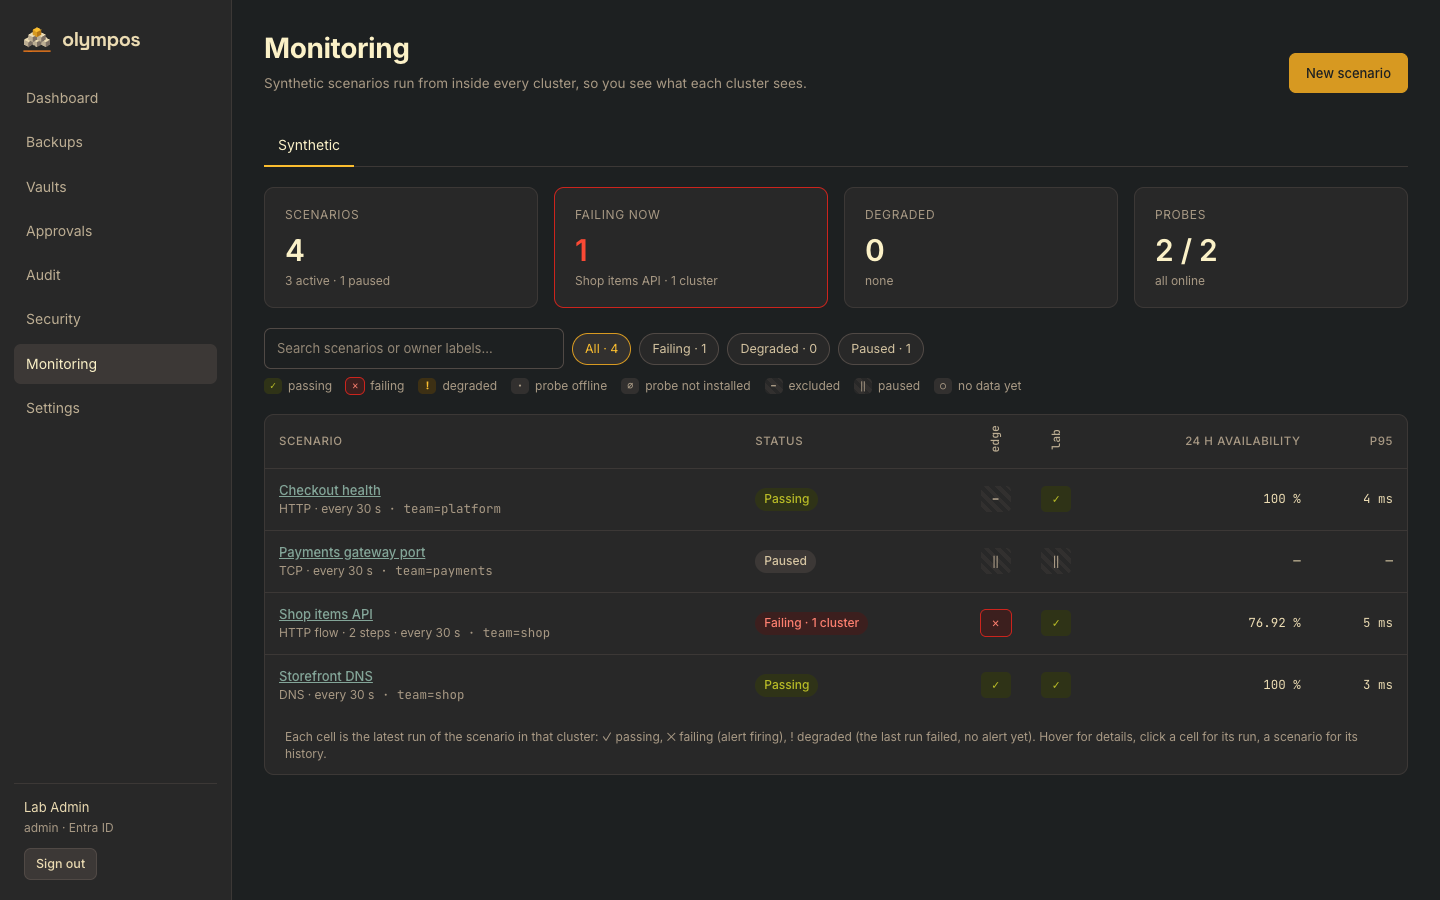 olympos
Dashboard
Backups
Vaults
Approvals
Audit
Security
Monitoring
Settings
Lab Admin
admin · Entra ID
Sign out
Monitoring
Synthetic scenarios run from inside every cluster, so you see what each cluster sees.
New scenario
Synthetic
SCENARIOS
4
3 active · 1 paused
FAILING NOW
1
Shop items API · 1 cluster
DEGRADED
0
none
PROBES
2 / 2
all online
Search scenarios or owner labels...
All · 4
Failing · 1
Degraded · 0
Paused · 1
✓ passing
× failing
! degraded
· probe offline
∅ probe not installed
– excluded
‖ paused
○ no data yet
SCENARIO STATUS edge lab 24 H AVAILABILITY P95
Checkout health
HTTP · every 30 s · team=platform
Passing – ✓ 100 % 4 ms
Payments gateway port
TCP · every 30 s · team=payments
Paused ‖ ‖ — —
Shop items API
HTTP flow · 2 steps · every 30 s · team=shop
Failing · 1 cluster × ✓ 76.92 % 5 ms
Storefront DNS
DNS · every 30 s · team=shop
Passing ✓ ✓ 100 % 3 ms
Each cell is the latest run of the scenario in that cluster: ✓ passing, ✕ failing (alert firing), ! degraded (the last run failed, no alert yet). Hover for details, click a cell for its run, a scenario for its
history.